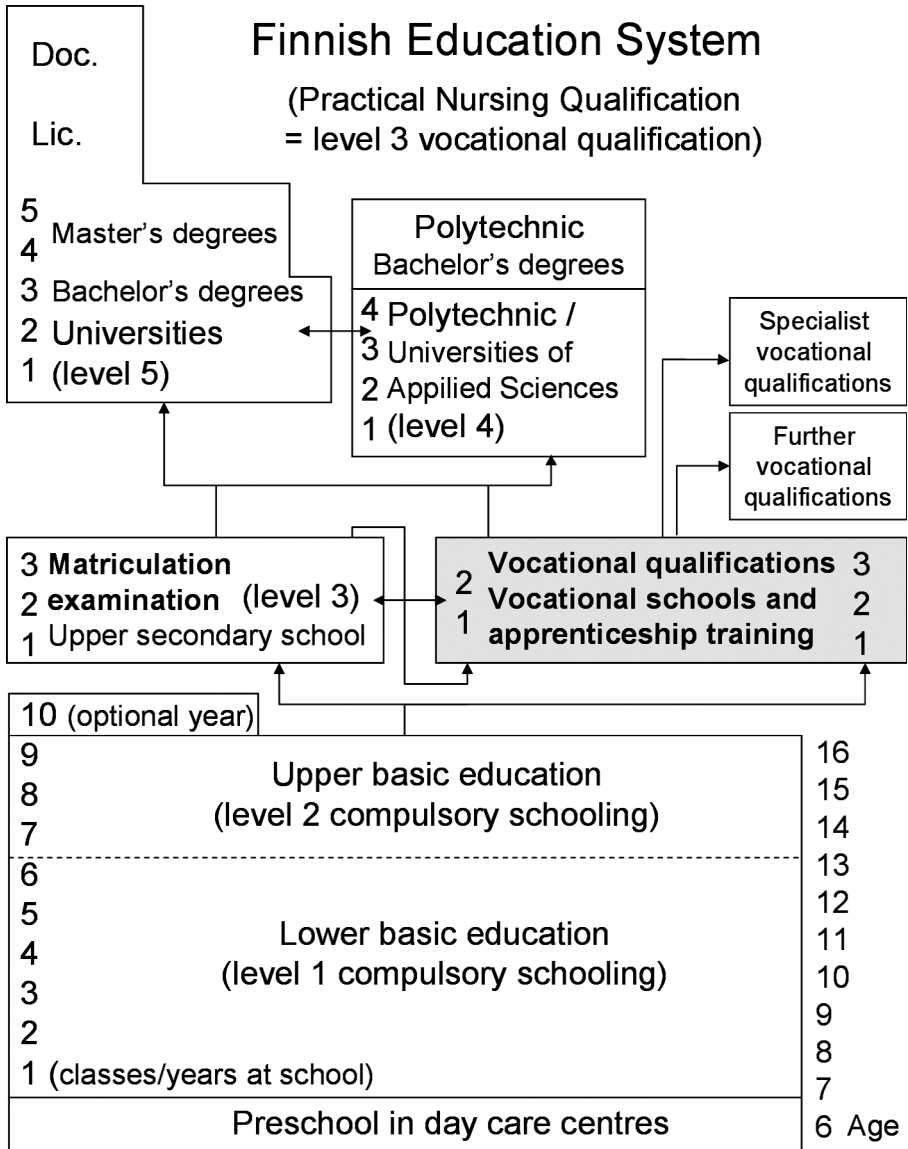 Finnish Education System
(Practical Nursing Qualification
= level 3 vocational qualification)
Doc.
Lic.
5
4 Master's degrees
3 Bachelor's degrees
2 Universities
1 (level 5)
Polytechnic
Bachelor's degrees
4 Polytechnic /
3 Universities of
2 Appilied Sciences
1 (level 4)
Specialist
vocational
qualifications
Further
vocational
qualifications
3 Matriculation
2 examination (level 3)
1 Upper secondary school
2
1
Vocational qualifications 3
Vocational schools and 2
apprenticeship training 1
10 (optional year)
9
8
7
Upper basic education
(level 2 compulsory schooling)
6
5
4
3
2
1 (classes/years at school)
Lower basic education
(level 1 compulsory schooling)
Preschool in day care centres
16
15
14
13
12
11
10
9
8
7
6 Age